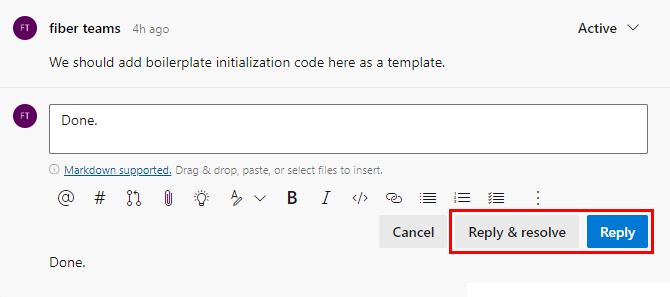 FT fiber teams 4h ago Active
We should add boilerplate initialization code here as a template.
FT Done.
Markdown supported. Drag & drop, paste, or select files to insert.
Cancel Reply & resolve Reply
Done.